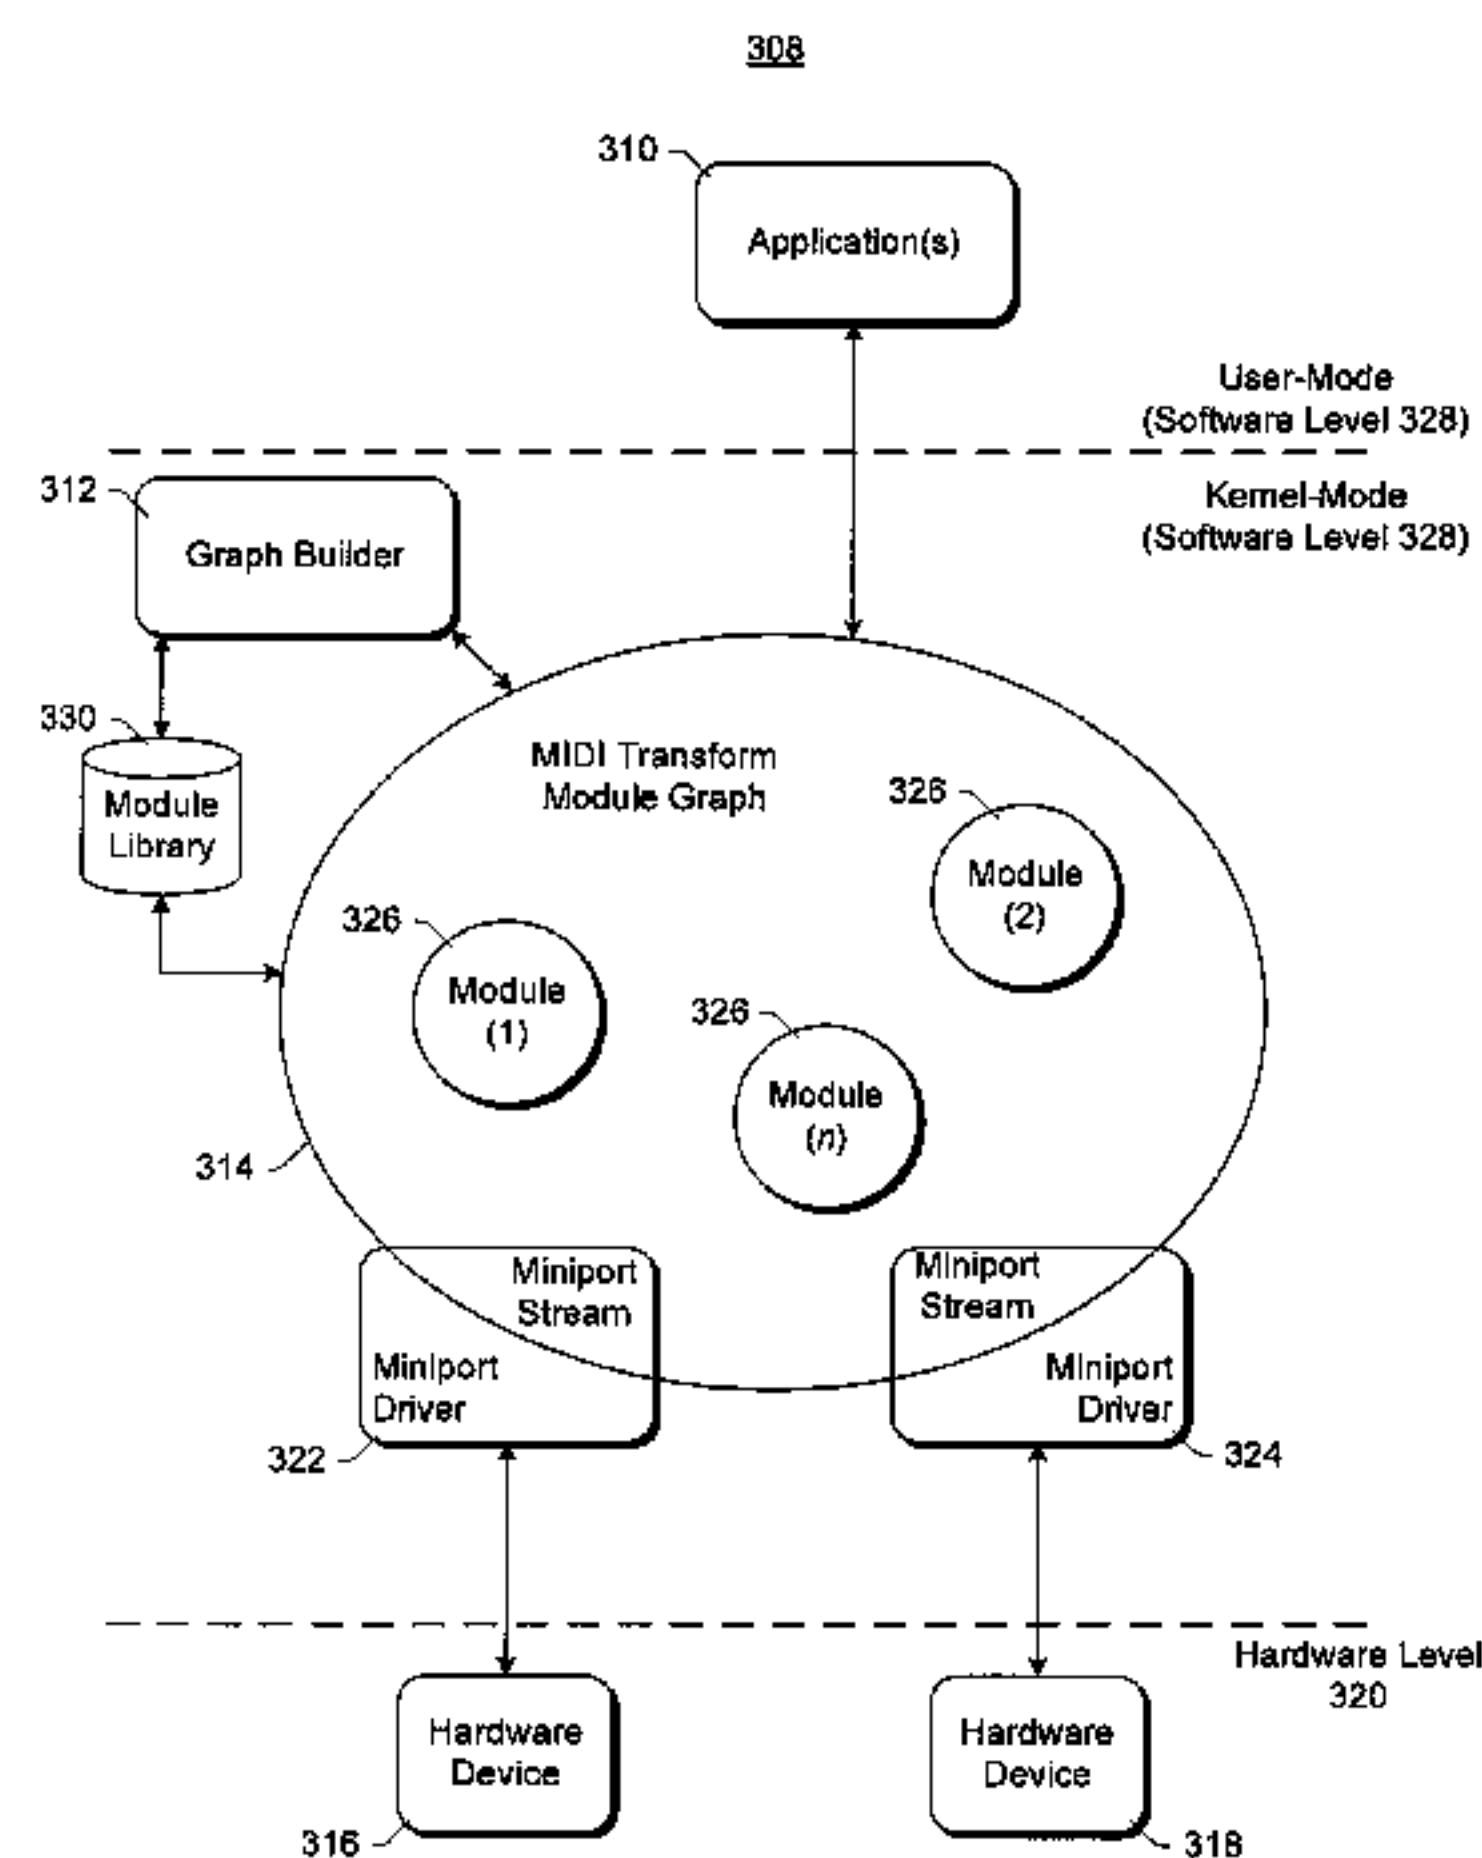 308
310
Application(s)
User-Mode
(Software Level 328)
Kernel-Mode
(Software Level 328)
312
Graph Builder
330
Module
Library
MIDI Transform
Module Graph
326
Module
(2)
326
Module
(1)
326
Module
(n)
314
Miniport
Stream
Miniport
Driver
322
Miniport
Stream
Miniport
Driver
324
Hardware Level
320
Hardware
Device
316
Hardware
Device
318